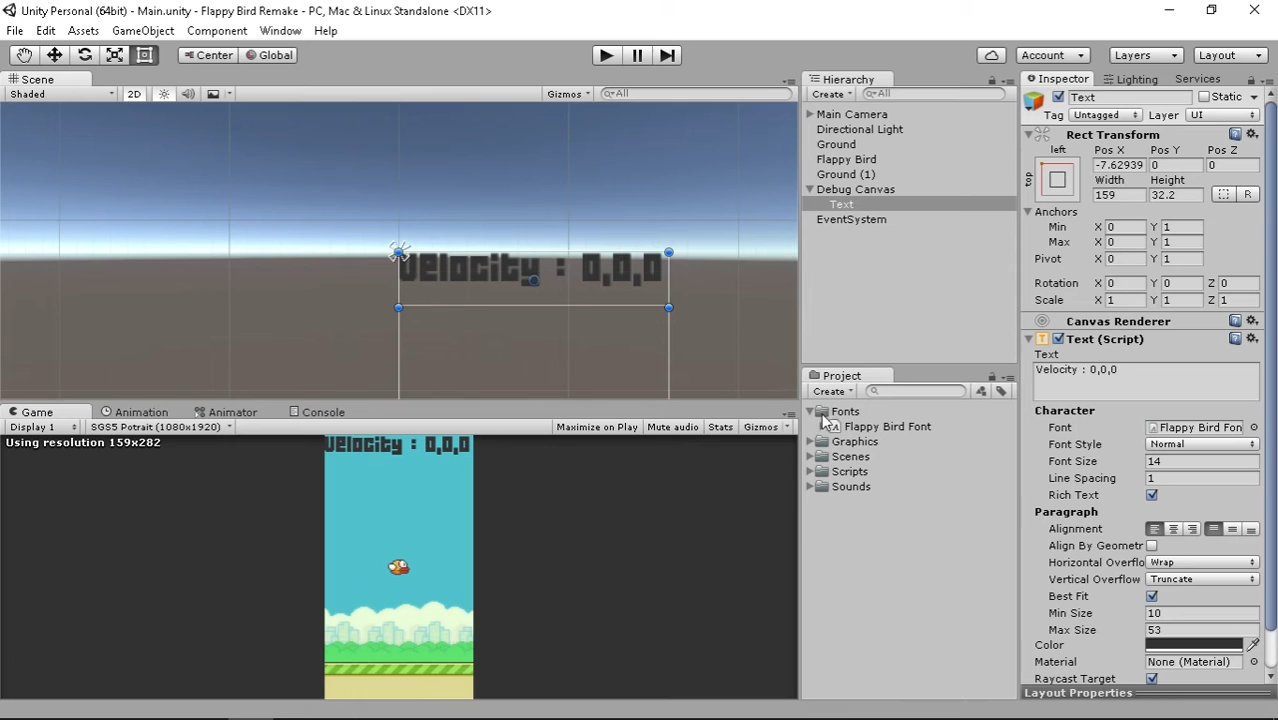 Unity Personal (64bit) - Main.unity - Flappy Bird Remake - PC, Mac & Linux Standalone <DX11>
File Edit Assets GameObject Component Window Help
Center Global Account Layers Layout
Scene
Shaded 2D Gizmos All
Velocity : 0,0,0
Game Animation Animator Console
Display 1 SGS5 Potrait (1080x1920) Maximize on Play Mute audio Stats Gizmos
Using resolution 159x282
Velocity : 0,0,0
Hierarchy
Create All
Main Camera
Directional Light
Ground
Flappy Bird
Ground (1)
Debug Canvas
Text
EventSystem
Project
Create
Fonts
Flappy Bird Font
Graphics
Scenes
Scripts
Sounds
Inspector Lighting Services
Text Static
Tag Untagged Layer UI
Rect Transform
left Pos X Pos Y Pos Z
top -7.62939 0 0
Width Height
159 32.2 R
Anchors
Min X 0 Y 1
Max X 0 Y 1
Pivot X 0 Y 1
Rotation X 0 Y 0 Z 0
Scale X 1 Y 1 Z 1
Canvas Renderer
Text (Script)
Text
Velocity : 0,0,0
Character
Font Flappy Bird Fon
Font Style Normal
Font Size 14
Line Spacing 1
Rich Text
Paragraph
Alignment
Align By Geometr
Horizontal Overflo Wrap
Vertical Overflow Truncate
Best Fit
Min Size 10
Max Size 53
Color
Material None (Material)
Raycast Target
Layout Properties